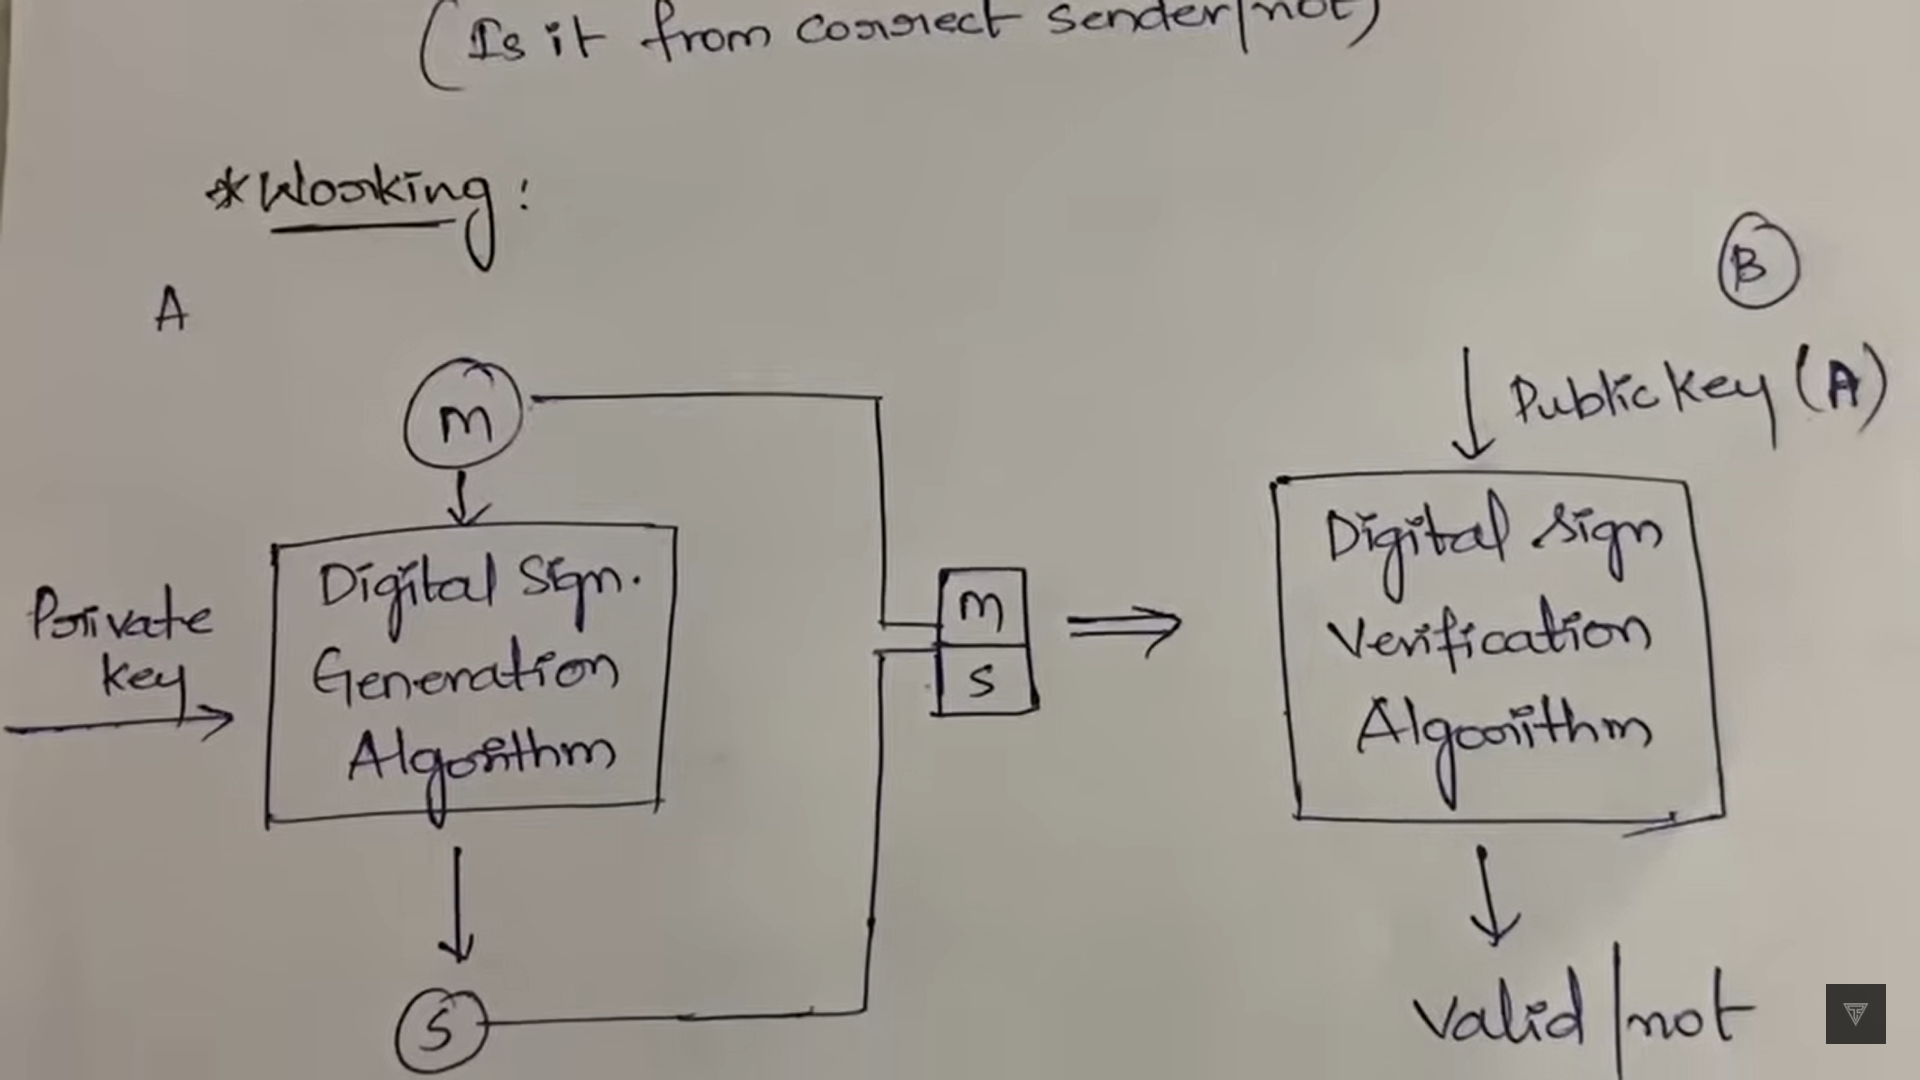 (Is it from correct sender/not)
*Working:
A
B
m
Public key (A)
Private
key
Digital Sign.
Generation
Algorithm
m
S
Digital Sign
Verification
Algorithm
S
Valid/not